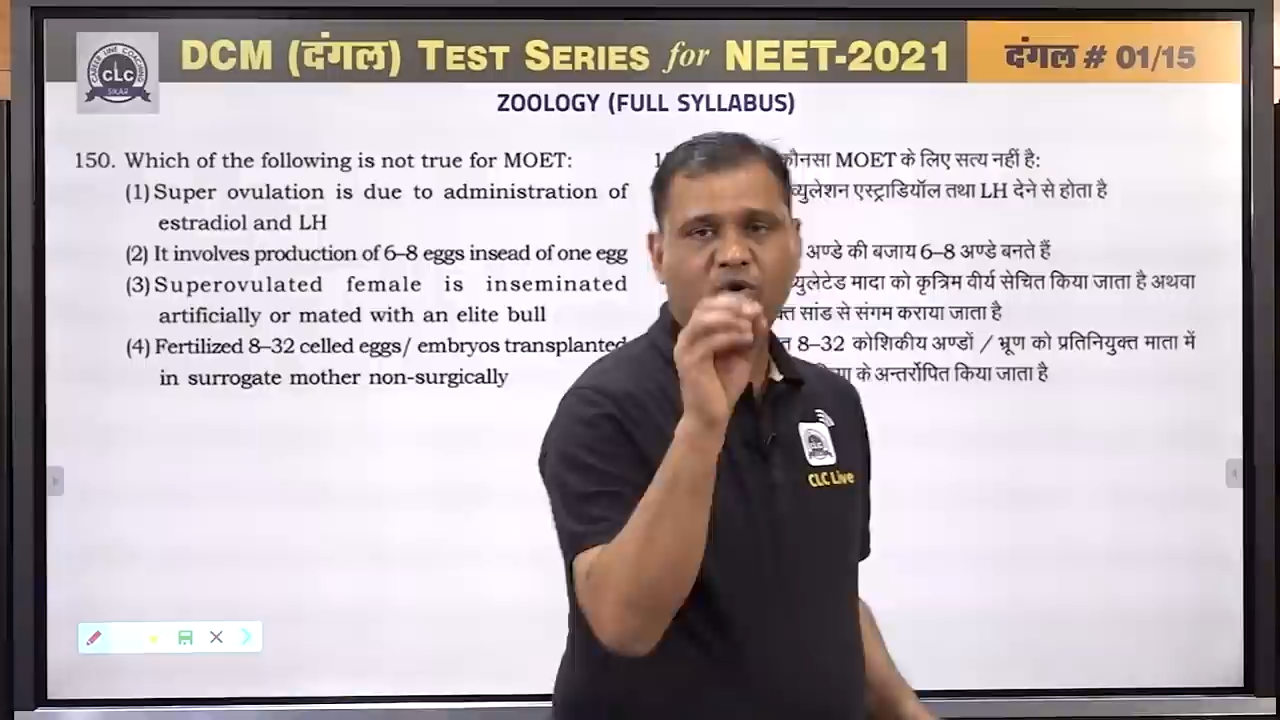 DCM (दंगल) TEST SERIES for NEET-2021
दंगल # 01/15
CAREER LINE COACHING
CLC
SIKAR
ZOOLOGY (FULL SYLLABUS)
150. Which of the following is not true for MOET:
(1) Super ovulation is due to administration of
estradiol and LH
(2) It involves production of 6–8 eggs insead of one egg
(3) Superovulated female is inseminated
artificially or mated with an elite bull
(4) Fertilized 8–32 celled eggs/ embryos transplanted
in surrogate mother non-surgically
कौनसा MOET के लिए सत्य नहीं है:
एस्ट्राडियॉल तथा LH देने से होता है
अण्डे की बजाय 6–8 अण्डे बनते हैं
मादा को कृत्रिम वीर्य सेचित किया जाता है अथवा
सांड से संगम कराया जाता है
8–32 कोशिकीय अण्डों / भ्रूण को प्रतिनियुक्त माता में
के अन्तर्रोपित किया जाता है
CLC
CLC Live